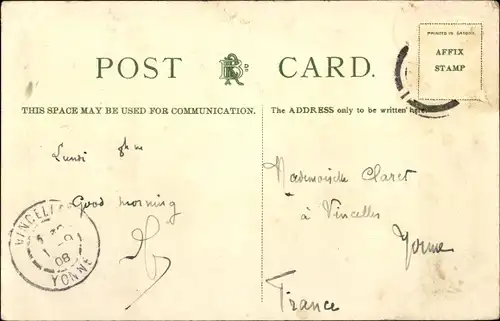 POST CARD.
PRINTED IN SAXONY.
AFFIX
STAMP
THIS SPACE MAY BE USED FOR COMMUNICATION.
The ADDRESS only to be written here.
Lundi
Good morning
Mademoiselle Claret
à Vincelles
Yonne
France
VINCELLES
08
YONNE